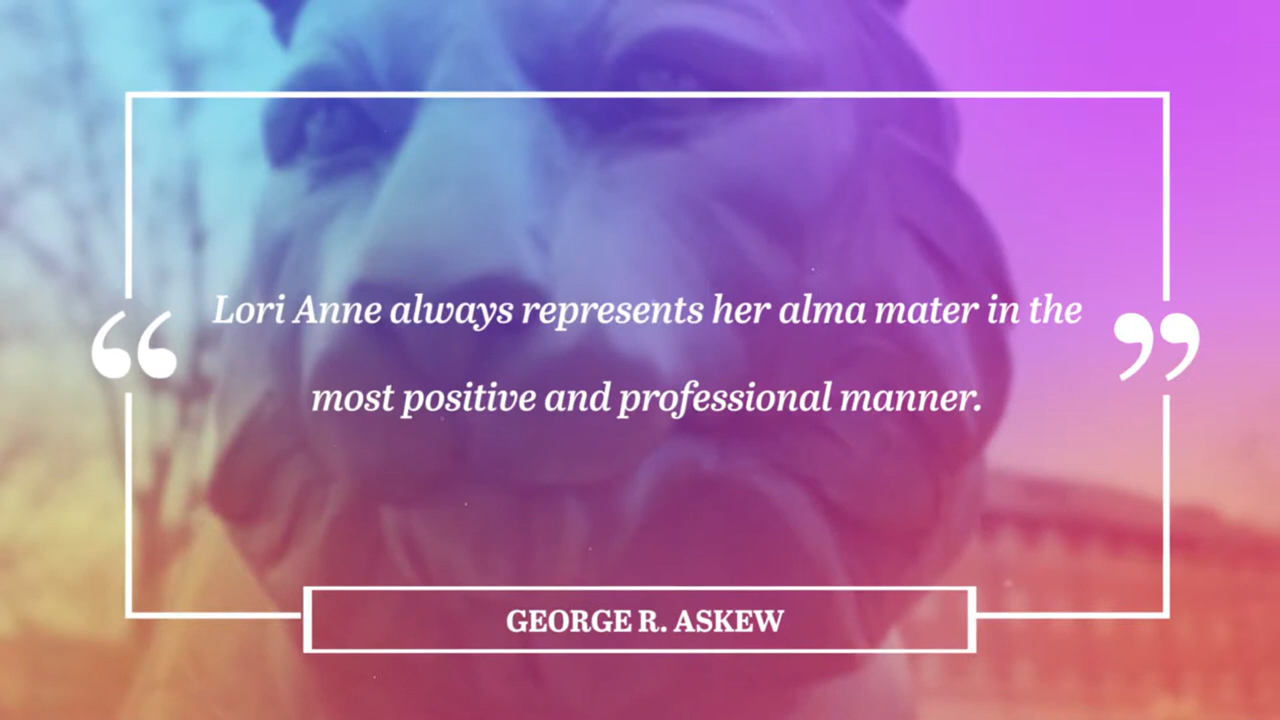 “ Lori Anne always represents her alma mater in the ”
most positive and professional manner.
GEORGE R. ASKEW